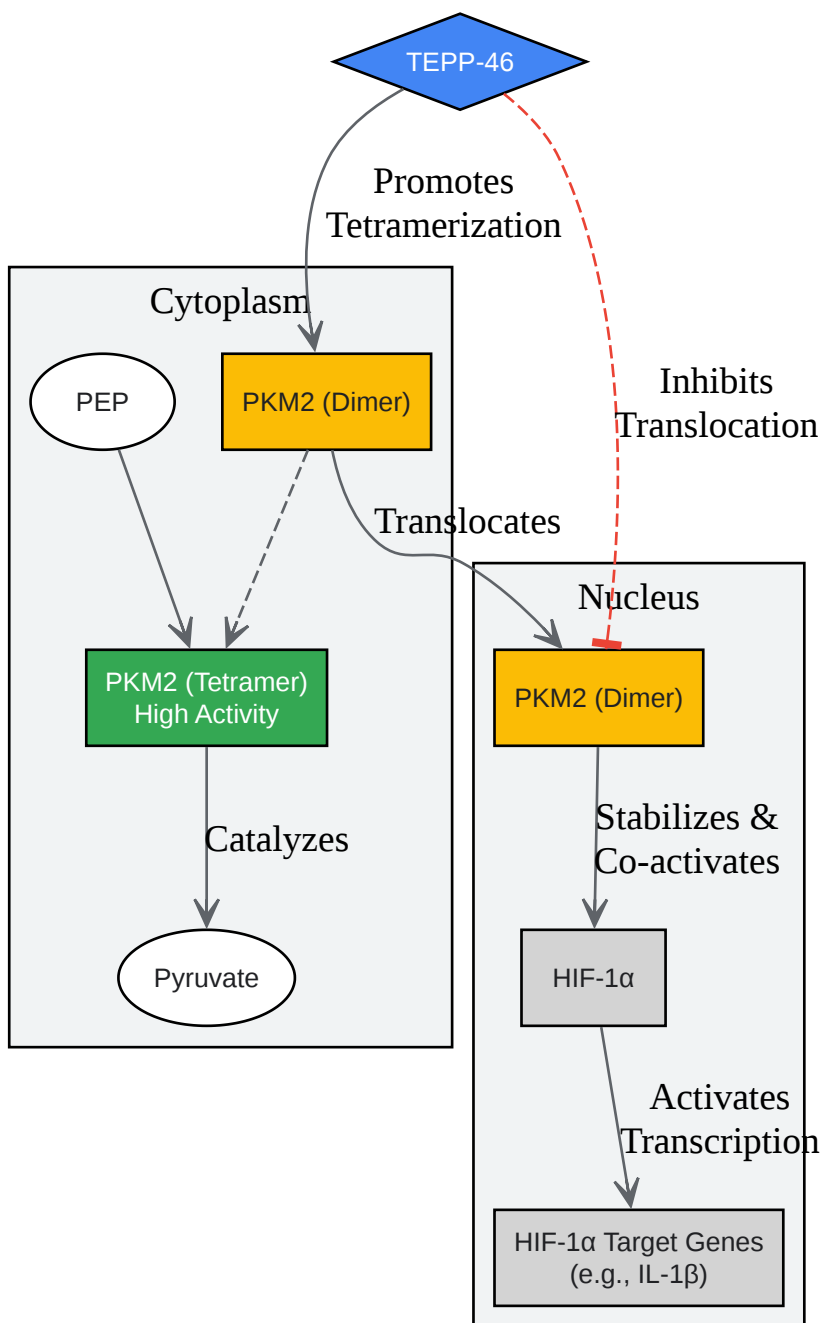 TEPP-46
Promotes
Tetramerization
Cytoplasm
PEP
PKM2 (Dimer)
Inhibits
Translocation
Translocates
Nucleus
PKM2 (Tetramer)
High Activity
PKM2 (Dimer)
Catalyzes
Stabilizes &
Co-activates
Pyruvate
HIF-1α
Activates
Transcription
HIF-1α Target Genes
(e.g., IL-1β)